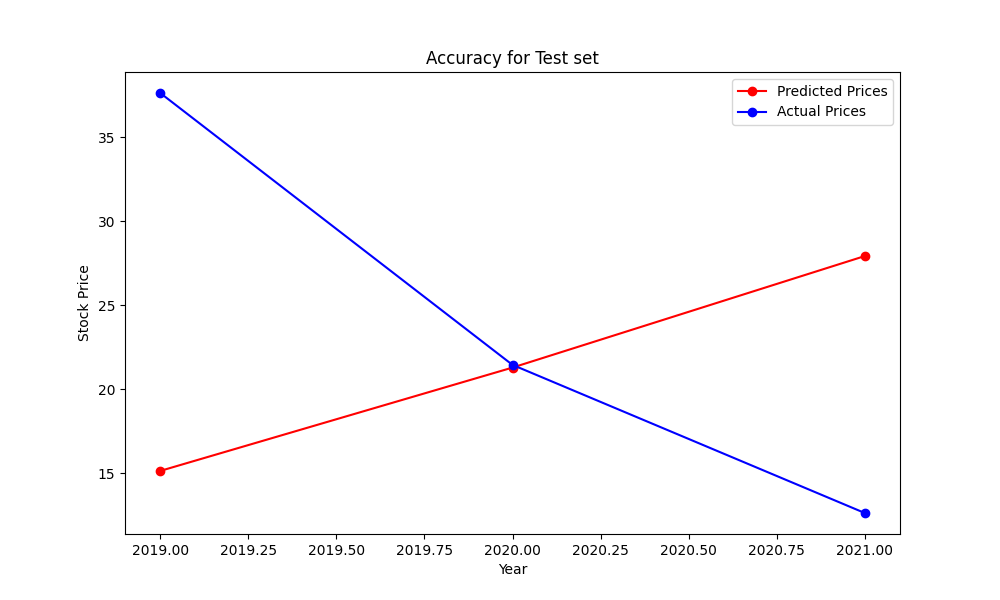 Accuracy for Test set
Predicted Prices
Actual Prices
35
30
25
20
15
Stock Price
2019.00 2019.25 2019.50 2019.75 2020.00 2020.25 2020.50 2020.75 2021.00
Year